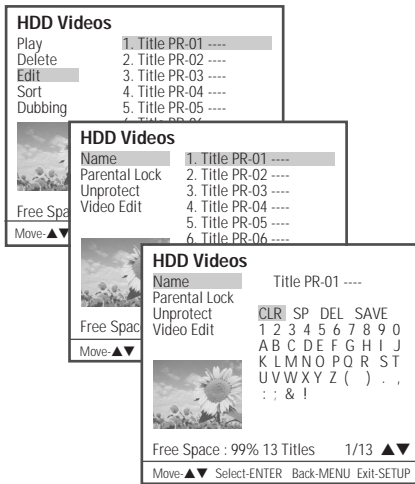 HDD Videos
Play 1. Title PR-01 ----
Delete 2. Title PR-02 ----
Edit 3. Title PR-03 ----
Sort 4. Title PR-04 ----
Dubbing 5. Title PR-05 ----
Free Spa
Move-▲▼
HDD Videos
Name 1. Title PR-01 ----
Parental Lock 2. Title PR-02 ----
Unprotect 3. Title PR-03 ----
Video Edit 4. Title PR-04 ----
5. Title PR-05 ----
6. Title PR-06 ----
Free Spac
Move-▲▼
HDD Videos
Name Title PR-01 ----
Parental Lock
Unprotect CLR SP DEL SAVE
Video Edit 1 2 3 4 5 6 7 8 9 0
A B C D E F G H I J
K L M N O P Q R S T
U V W X Y Z ( ) . ,
: ; & !
Free Space : 99% 13 Titles 1/13 ▲▼
Move-▲▼ Select-ENTER Back-MENU Exit-SETUP